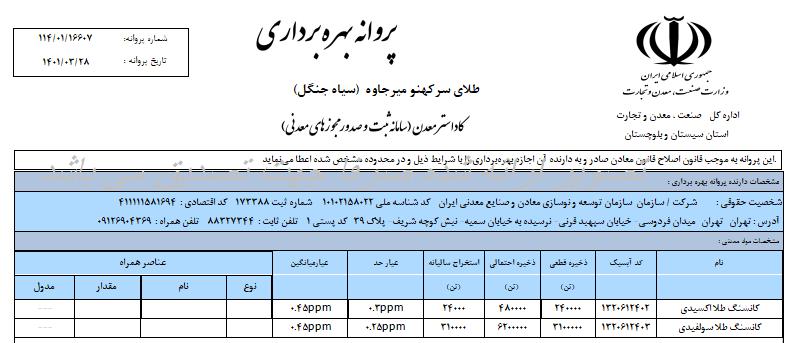 شماره پروانه: ۱۱۴/۰۱/۱۶۶۰۷
تاریخ پروانه : ۱۴۰۱/۰۳/۲۸
پروانه بهره برداری
طلای سرکهنو میرجاوه (سیاه جنگل)
کاداستر معدن (سامانه ثبت و صدور مجوزهای معدنی)
جمهوری اسلامی ایران
وزارت صنعت، معدن و تجارت
اداره کل صنعت ، معدن و تجارت
استان سیستان و بلوچستان
این پروانه به موجب قانون اصلاح قانون معادن صادر و به دارنده آن اجازه بهره‌برداری را با شرایط ذیل و در محدوده مشخص شده اعطا می‌نماید.
مشخصات دارنده پروانه بهره برداری :
شخصیت حقوقی : شرکت / سازمان سازمان توسعه و نوسازی معادن و صنایع معدنی ایران کد شناسه ملی ۱۰۱۰۲۱۵۸۰۲۲ شماره ثبت ۱۷۳۳۸۸ کد اقتصادی : ۴۱۱۱۱۱۵۸۱۶۹۴
آدرس : تهران تهران میدان فردوسی- خیابان سپهبد قرنی- نرسیده به خیابان سمیه- نبش کوچه شریف- پلاک ۳۹ کد پستی ۱ تلفن ثابت : ۸۸۳۲۷۳۴۴ تلفن همراه : ۰۹۱۲۶۹۰۴۳۶۹
مشخصات مواد معدنی :
نام کد آیسیک ذخیره قطعی (تن) ذخیره احتمالی (تن) استخراج سالیانه (تن) عیار حد عیارمیانگین عناصر همراه
نوع نام مقدار مدول
کانسنگ طلا اکسیدی ۱۳۲۰۶۱۲۴۰۲ ۲۴۰۰۰۰ ۴۸۰۰۰۰ ۲۴۰۰۰ ۰.۳ppm ۰.۴۵ppm ---
کانسنگ طلا سولفیدی ۱۳۲۰۶۱۲۴۰۳ ۳۱۰۰۰۰۰ ۶۲۰۰۰۰۰ ۳۱۰۰۰۰ ۰.۲۵ppm ۰.۴۵ppm ---